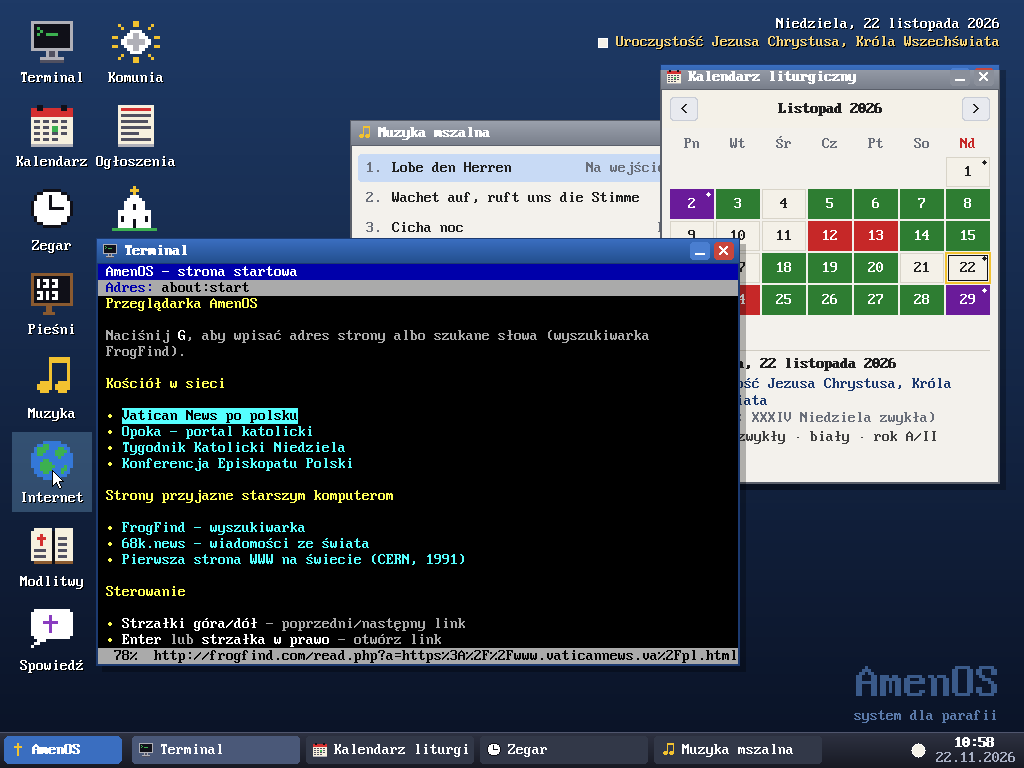 Niedziela, 22 listopada 2026
Uroczystość Jezusa Chrystusa, Króla Wszechświata
Terminal
Komunia
Kalendarz
Ogłoszenia
Zegar
Pieśni
Muzyka
Internet
Modlitwy
Spowiedź
Kalendarz liturgiczny
Listopad 2026
Pn Wt Śr Cz Pt So Nd
1
2 3 4 5 6 7 8
9 10 11 12 13 14 15
7 18 19 20 21 22
25 26 27 28 29
, 22 listopada 2026
ość Jezusa Chrystusa, Króla
iata
XXXIV Niedziela zwykła)
zwykły · biały · rok A/II
Muzyka mszalna
1. Lobe den Herren Na wejście
2. Wachet auf, ruft uns die Stimme
3. Cicha noc
Terminal
AmenOS — strona startowa
Adres: about:start
Przeglądarka AmenOS
Naciśnij G, aby wpisać adres strony albo szukane słowa (wyszukiwarka
FrogFind).
Kościół w sieci
• Vatican News po polsku
• Opoka — portal katolicki
• Tygodnik Katolicki Niedziela
• Konferencja Episkopatu Polski
Strony przyjazne starszym komputerom
• FrogFind — wyszukiwarka
• 68k.news — wiadomości ze świata
• Pierwsza strona WWW na świecie (CERN, 1991)
Sterowanie
• Strzałki góra/dół — poprzedni/następny link
• Enter lub strzałka w prawo — otwórz link
78% http://frogfind.com/read.php?a=https%3A%2F%2Fwww.vaticannews.va%2Fpl.html
AmenOS
system dla parafii
AmenOS
Terminal
Kalendarz liturgi
Zegar
Muzyka mszalna
10:58
22.11.2026